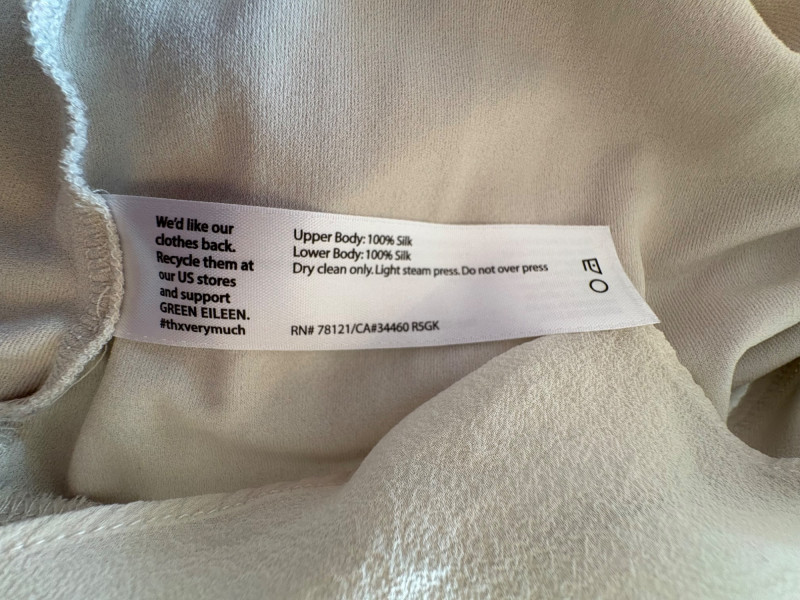 We'd like our
clothes back.
Recycle them at
our US stores
and support
GREEN EILEEN.
#thxverymuch
Upper Body: 100% Silk
Lower Body: 100% Silk
Dry clean only. Light steam press. Do not over press
RN# 78121/CA#34460 R5GK